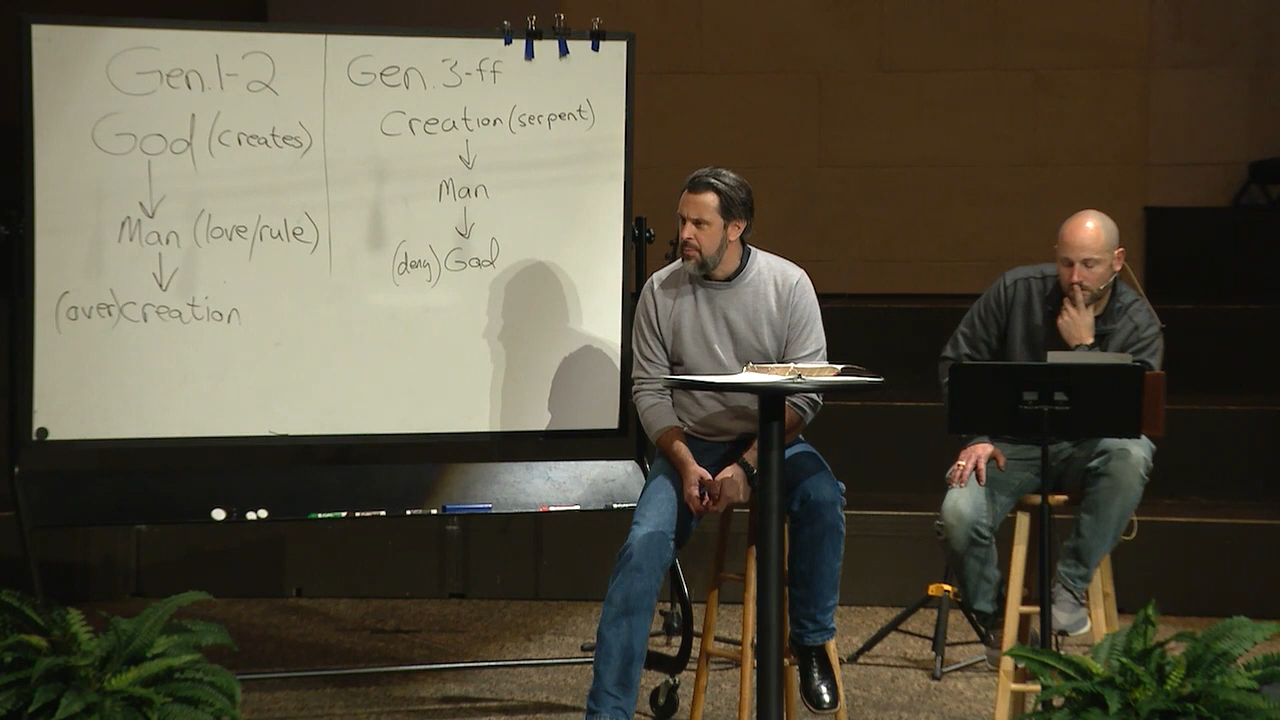 Gen.1-2
God (creates)
Man (love/rule)
(over) creation
Gen. 3-ff
Creation (serpent)
Man
(deny) God